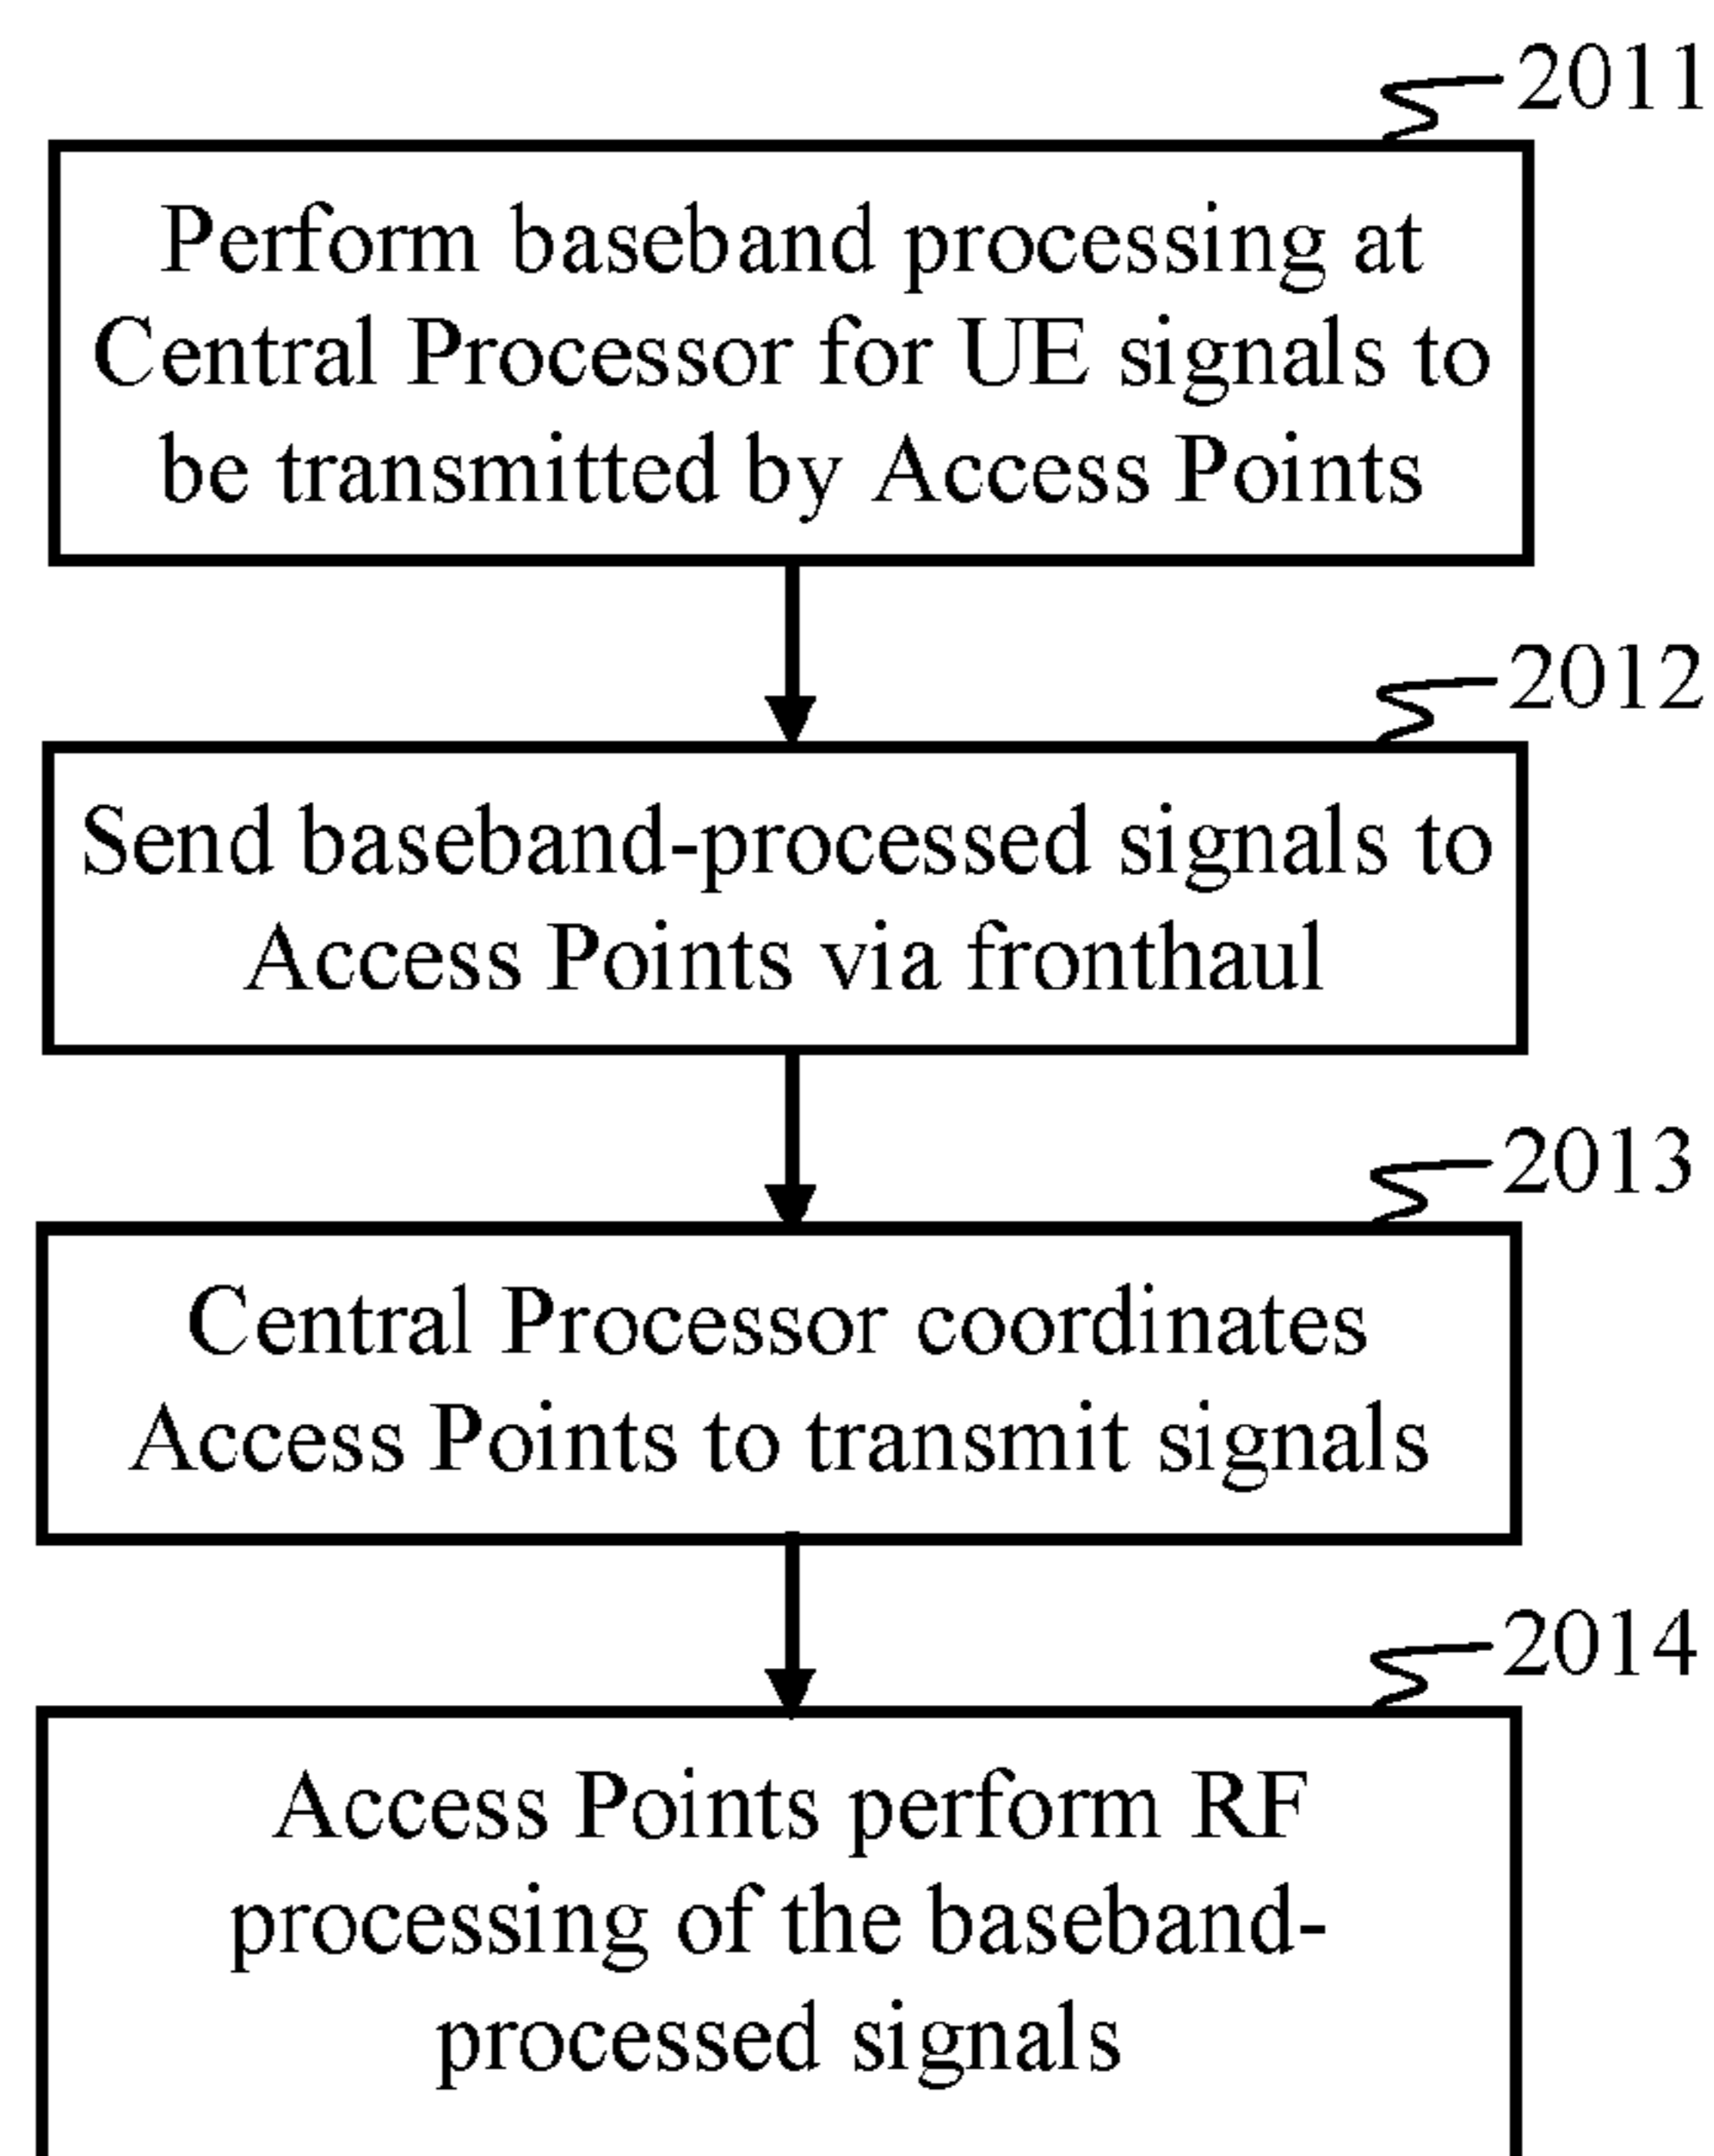 2011
Perform baseband processing at
Central Processor for UE signals to
be transmitted by Access Points
2012
Send baseband-processed signals to
Access Points via fronthaul
2013
Central Processor coordinates
Access Points to transmit signals
2014
Access Points perform RF
processing of the baseband-
processed signals